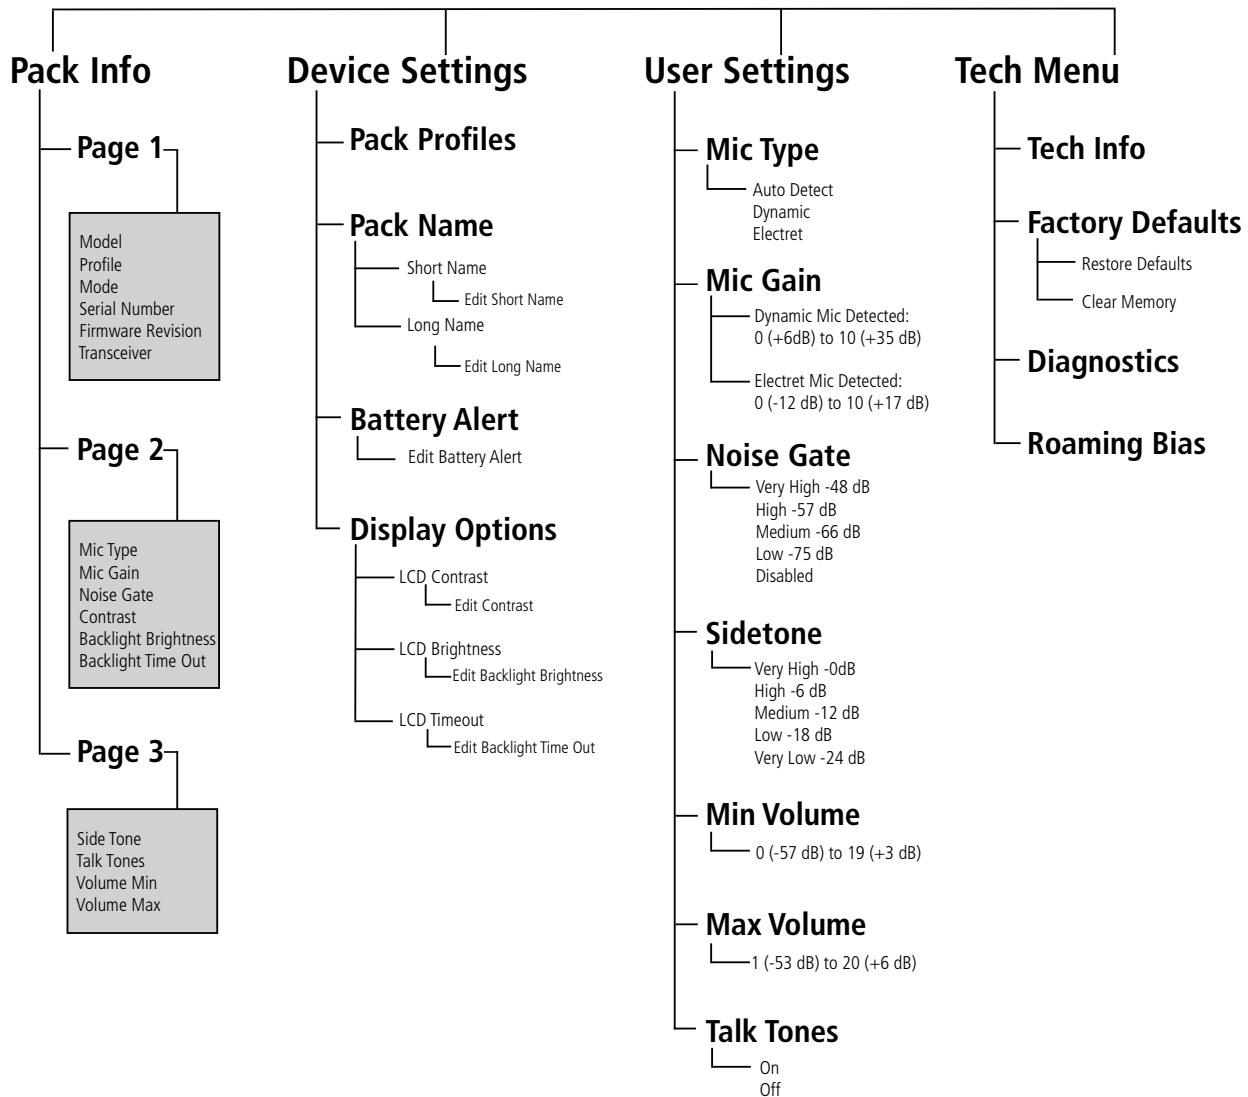 Pack Info
Page 1
Model
Profile
Mode
Serial Number
Firmware Revision
Transceiver
Page 2
Mic Type
Mic Gain
Noise Gate
Contrast
Backlight Brightness
Backlight Time Out
Page 3
Side Tone
Talk Tones
Volume Min
Volume Max
Device Settings
Pack Profiles
Pack Name
Short Name
Edit Short Name
Long Name
Edit Long Name
Battery Alert
Edit Battery Alert
Display Options
LCD Contrast
Edit Contrast
LCD Brightness
Edit Backlight Brightness
LCD Timeout
Edit Backlight Time Out
User Settings
Mic Type
Auto Detect
Dynamic
Electret
Mic Gain
Dynamic Mic Detected:
0 (+6dB) to 10 (+35 dB)
Electret Mic Detected:
0 (-12 dB) to 10 (+17 dB)
Noise Gate
Very High -48 dB
High -57 dB
Medium -66 dB
Low -75 dB
Disabled
Sidetone
Very High -0dB
High -6 dB
Medium -12 dB
Low -18 dB
Very Low -24 dB
Min Volume
0 (-57 dB) to 19 (+3 dB)
Max Volume
1 (-53 dB) to 20 (+6 dB)
Talk Tones
On
Off
Tech Menu
Tech Info
Factory Defaults
Restore Defaults
Clear Memory
Diagnostics
Roaming Bias